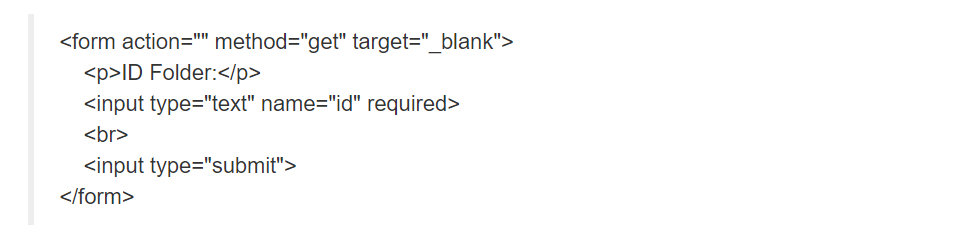 <form action="" method="get" target="_blank">
<p>ID Folder:</p>
<input type="text" name="id" required>
<br>
<input type="submit">
</form>